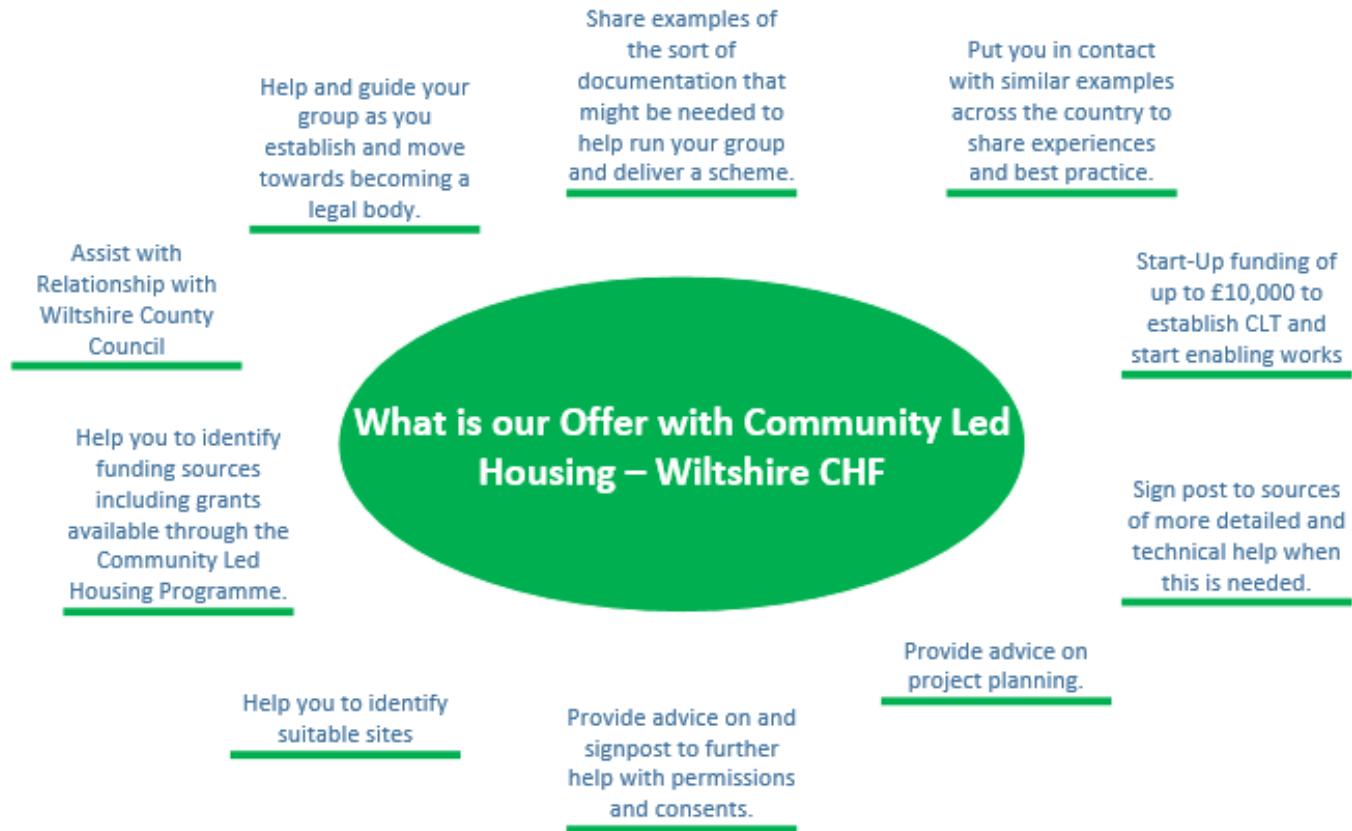 Share examples of
the sort of
documentation that
might be needed to
help run your group
and deliver a scheme.
Put you in contact
with similar examples
across the country to
share experiences
and best practice.
Start-Up funding of
up to £10,000 to
establish CLT and
start enabling works
Sign post to sources
of more detailed and
technical help when
this is needed.
Provide advice on
project planning.
Provide advice on and
signpost to further
help with permissions
and consents.
Help you to identify
suitable sites
Help you to identify
funding sources
including grants
available through the
Community Led
Housing Programme.
Assist with
Relationship with
Wiltshire County
Council
Help and guide your
group as you
establish and move
towards becoming a
legal body.
What is our Offer with Community Led
Housing – Wiltshire CHF